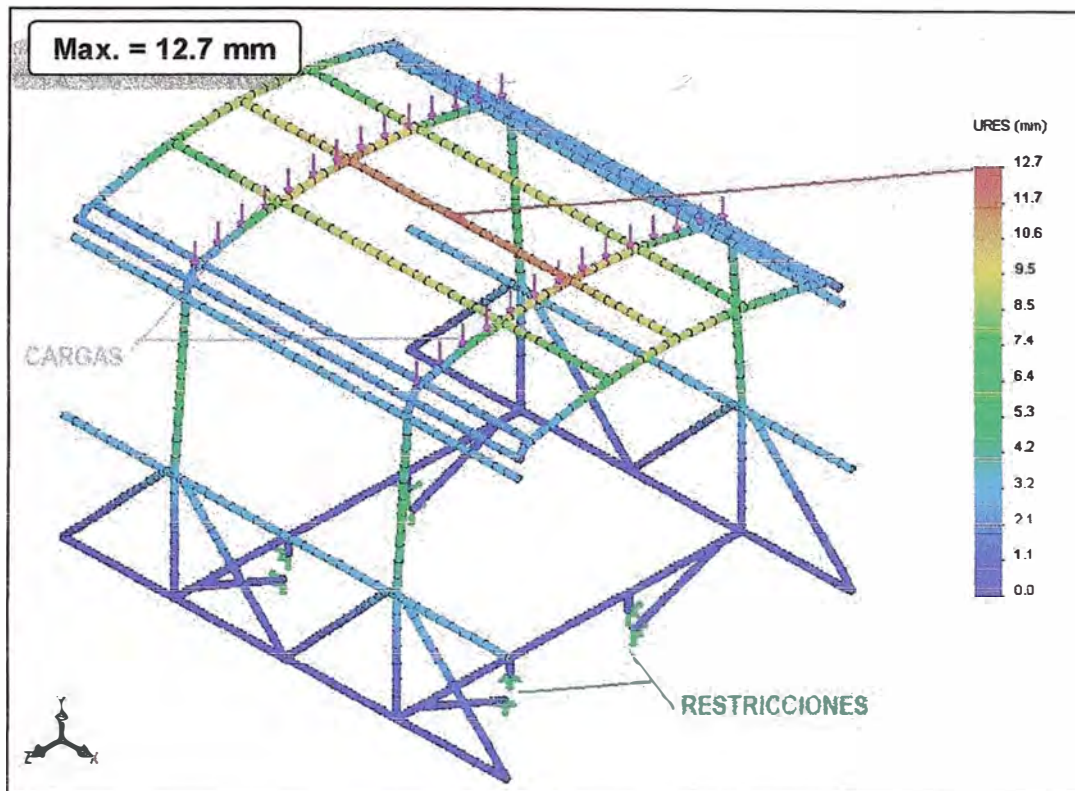 Max. = 12.7 mm
URES (mm)
12.7
11.7
10.6
9.5
8.5
7.4
6.4
5.3
4.2
3.2
2.1
1.1
0.0
CARGAS
RESTRICCIONES
Y
Z
X